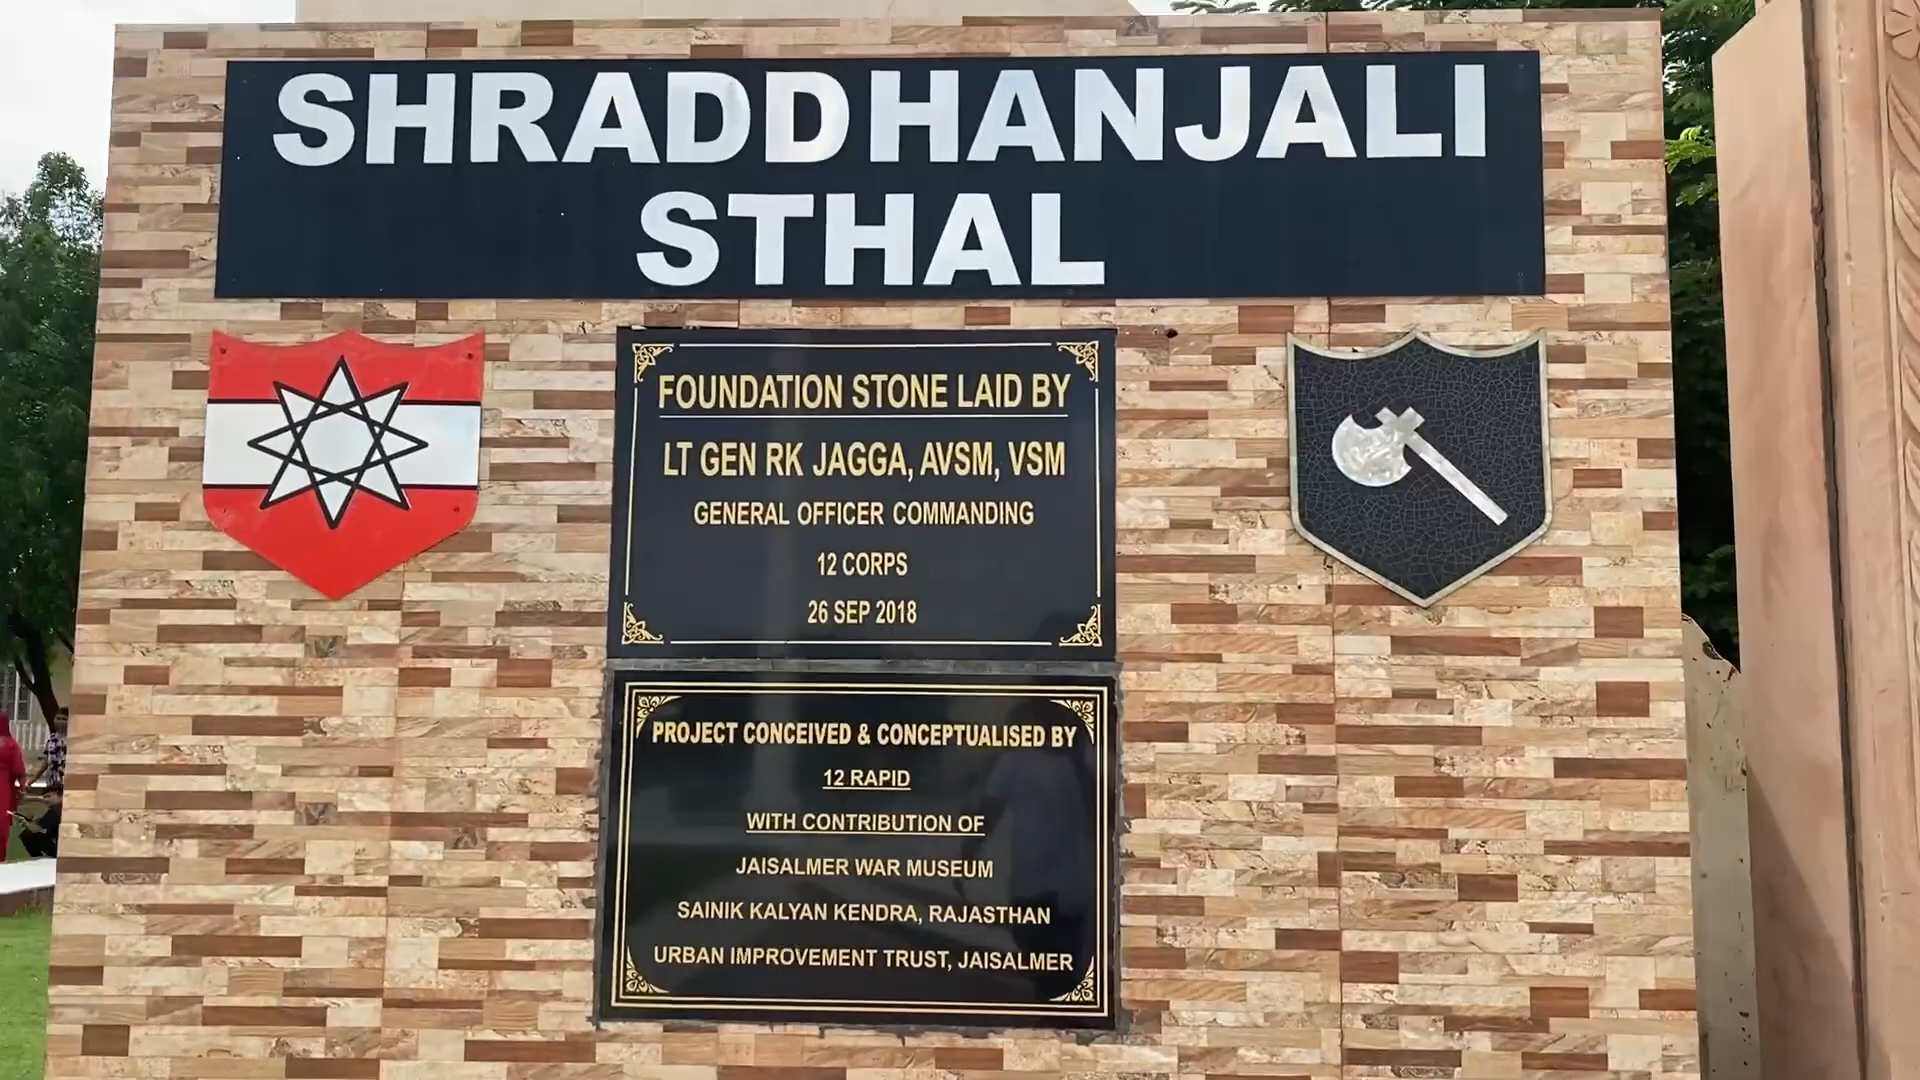 SHRADDHANJALI
STHAL
FOUNDATION STONE LAID BY
LT GEN RK JAGGA, AVSM, VSM
GENERAL OFFICER COMMANDING
12 CORPS
26 SEP 2018
PROJECT CONCEIVED & CONCEPTUALISED BY
12 RAPID
WITH CONTRIBUTION OF
JAISALMER WAR MUSEUM
SAINIK KALYAN KENDRA, RAJASTHAN
URBAN IMPROVEMENT TRUST, JAISALMER